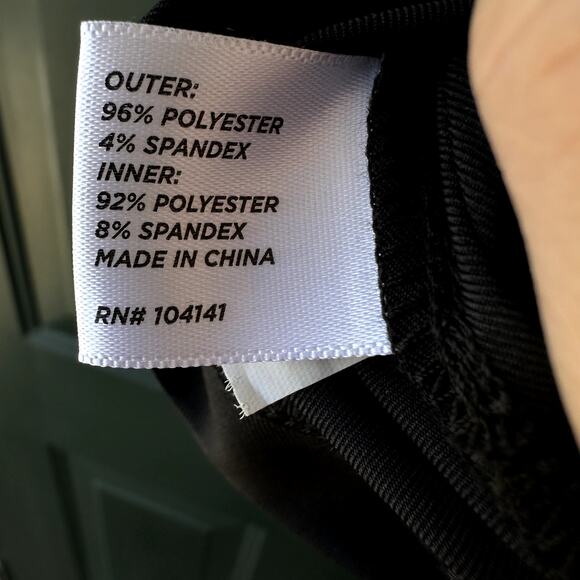 OUTER:
96% POLYESTER
4% SPANDEX
INNER:
92% POLYESTER
8% SPANDEX
MADE IN CHINA
RN# 104141